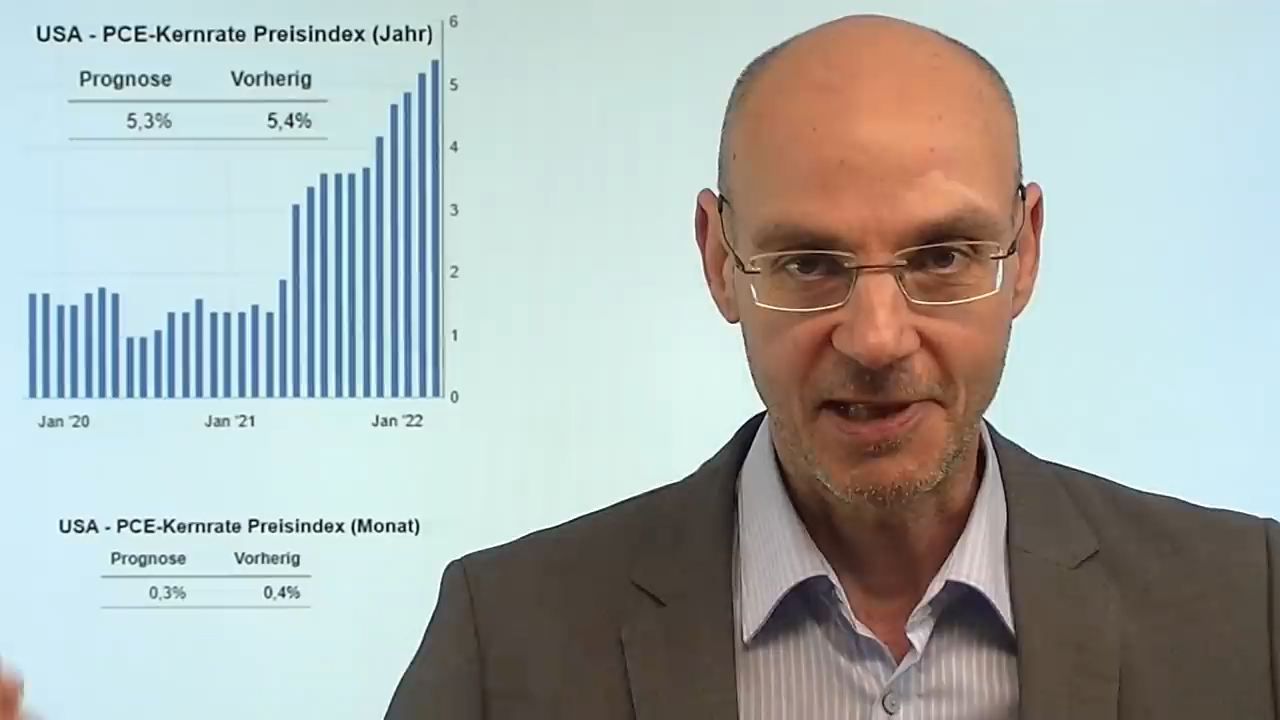 USA - PCE-Kernrate Preisindex (Jahr)
Prognose Vorherig
5,3% 5,4%
6
5
4
3
2
1
0
Jan '20 Jan '21 Jan '22
USA - PCE-Kernrate Preisindex (Monat)
Prognose Vorherig
0,3% 0,4%